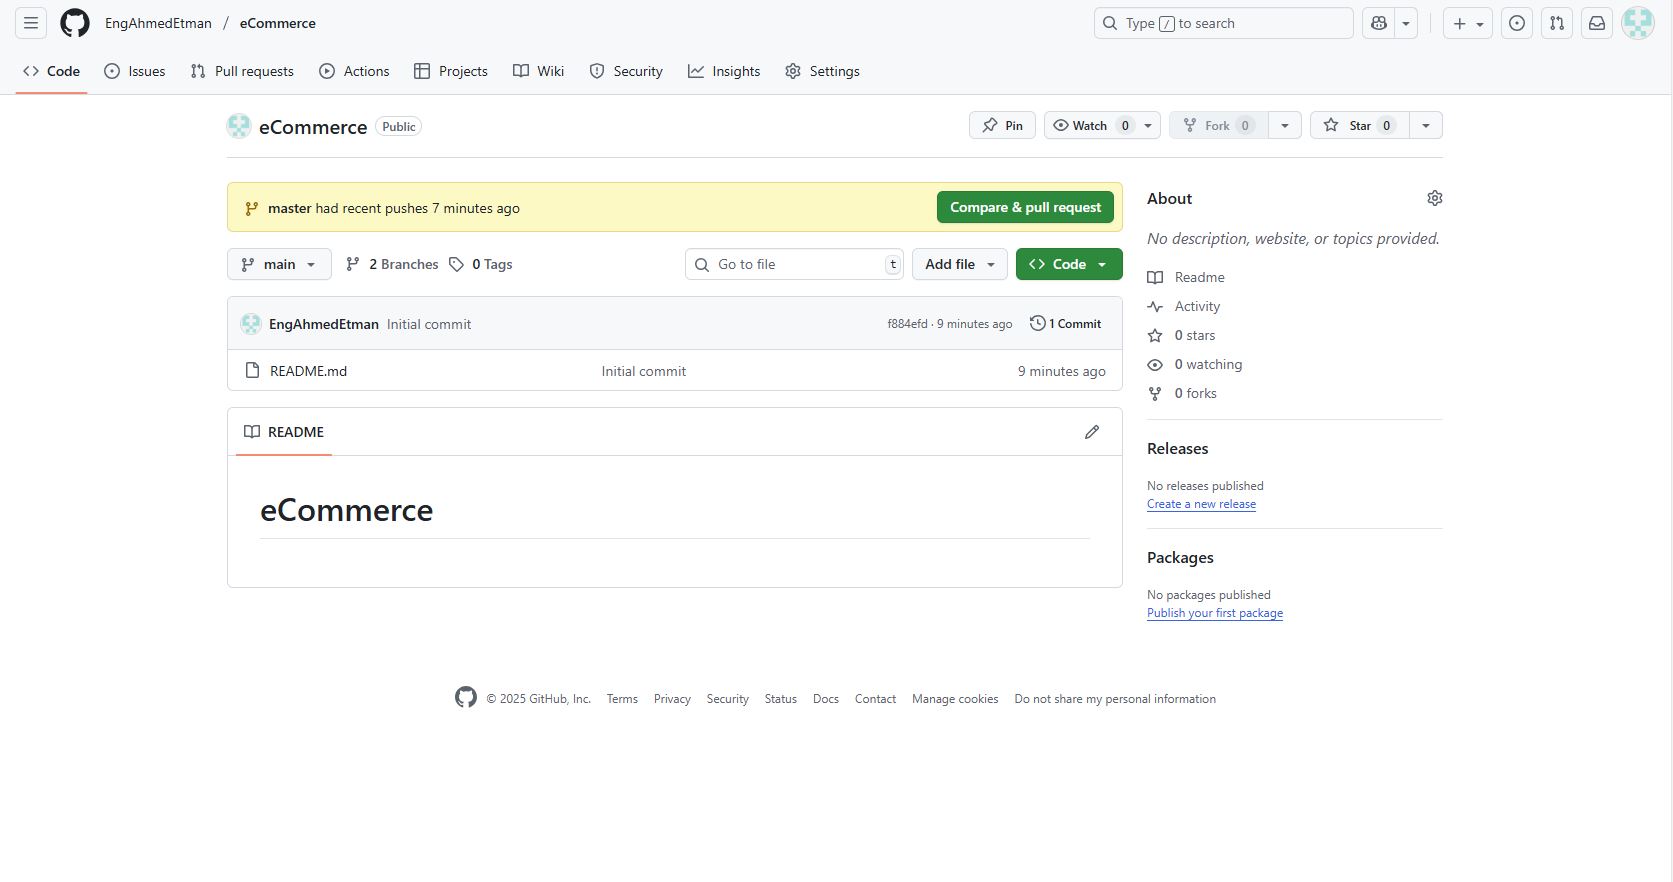 EngAhmedEtman / eCommerce
Type / to search
Code Issues Pull requests Actions Projects Wiki Security Insights Settings
eCommerce Public
Pin Watch 0 Fork 0 Star 0
master had recent pushes 7 minutes ago
Compare & pull request
main 2 Branches 0 Tags
Go to file t Add file Code
EngAhmedEtman Initial commit f884efd · 9 minutes ago 1 Commit
README.md Initial commit 9 minutes ago
README
eCommerce
About
No description, website, or topics provided.
Readme
Activity
0 stars
0 watching
0 forks
Releases
No releases published
Create a new release
Packages
No packages published
Publish your first package
© 2025 GitHub, Inc. Terms Privacy Security Status Docs Contact Manage cookies Do not share my personal information